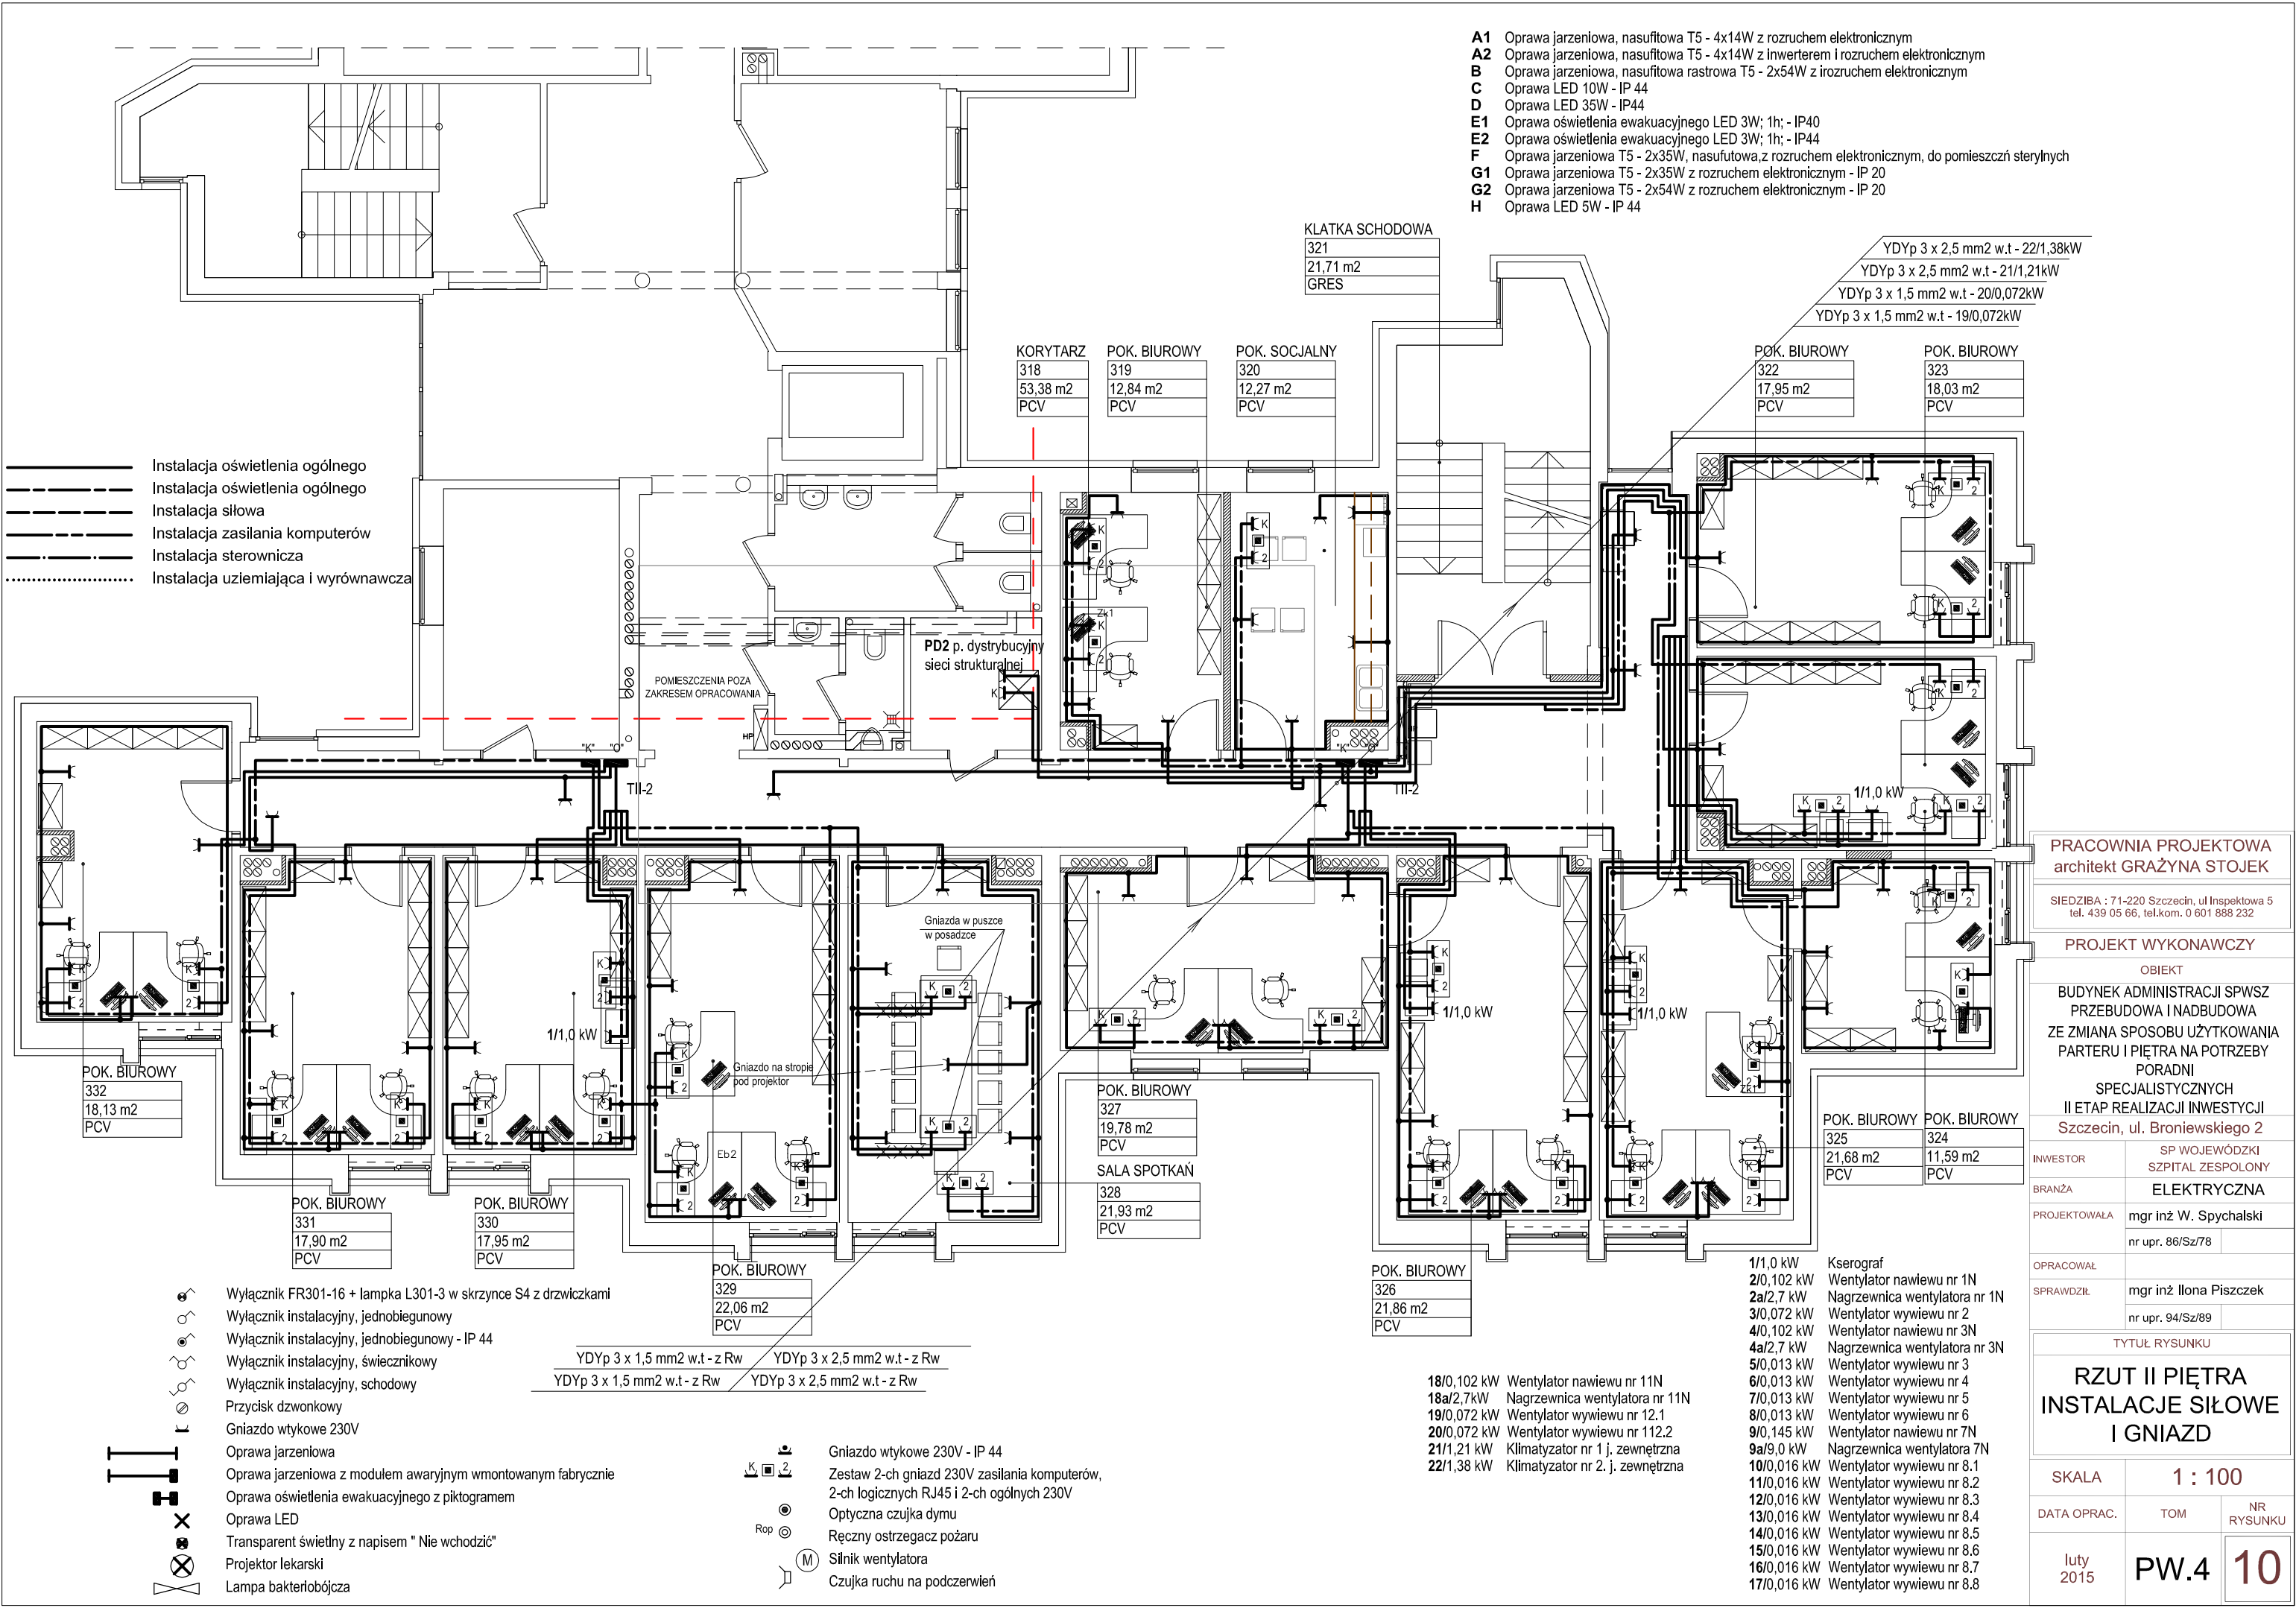 A1 Oprawa jarzeniowa, nasufitowa T5 - 4x14W z rozruchem elektronicznym
A2 Oprawa jarzeniowa, nasufitowa T5 - 4x14W z inwerterem i rozruchem elektronicznym
B Oprawa jarzeniowa, nasufitowa rastrowa T5 - 2x54W z irozruchem elektronicznym
C Oprawa LED 10W - IP 44
D Oprawa LED 35W - IP44
E1 Oprawa oświetlenia ewakuacyjnego LED 3W; 1h; - IP40
E2 Oprawa oświetlenia ewakuacyjnego LED 3W; 1h; - IP44
F Oprawa jarzeniowa T5 - 2x35W, nasufutowa,z rozruchem elektronicznym, do pomieszczń sterylnych
G1 Oprawa jarzeniowa T5 - 2x35W z rozruchem elektronicznym - IP 20
G2 Oprawa jarzeniowa T5 - 2x54W z rozruchem elektronicznym - IP 20
H Oprawa LED 5W - IP 44
KLATKA SCHODOWA
321
21,71 m2
GRES
YDYp 3 x 2,5 mm2 w.t - 22/1,38kW
YDYp 3 x 2,5 mm2 w.t - 21/1,21kW
YDYp 3 x 1,5 mm2 w.t - 20/0,072kW
YDYp 3 x 1,5 mm2 w.t - 19/0,072kW
KORYTARZ
318
53,38 m2
PCV
POK. BIUROWY
319
12,84 m2
PCV
POK. SOCJALNY
320
12,27 m2
PCV
POK. BIUROWY
322
17,95 m2
PCV
POK. BIUROWY
323
18,03 m2
PCV
Instalacja oświetlenia ogólnego
Instalacja oświetlenia ogólnego
Instalacja siłowa
Instalacja zasilania komputerów
Instalacja sterownicza
Instalacja uziemiająca i wyrównawcza
PD2 p. dystrybucyjny
sieci strukturalnej
K
POMIESZCZENIA POZA
ZAKRESEM OPRACOWANIA
HP
Zk1
"K" "O"
TII-2
"K" "O"
TII-2
1/1,0 kW
Gniazda w puszce
w posadzce
1/1,0 kW
1/1,0 kW
1/1,0 kW
Gniazdo na stropie
pod projektor
Eb2
Zk1
POK. BIUROWY
332
18,13 m2
PCV
POK. BIUROWY
331
17,90 m2
PCV
POK. BIUROWY
330
17,95 m2
PCV
POK. BIUROWY
329
22,06 m2
PCV
POK. BIUROWY
327
19,78 m2
PCV
SALA SPOTKAŃ
328
21,93 m2
PCV
POK. BIUROWY
326
21,86 m2
PCV
POK. BIUROWY
325
21,68 m2
PCV
POK. BIUROWY
324
11,59 m2
PCV
YDYp 3 x 1,5 mm2 w.t - z Rw YDYp 3 x 2,5 mm2 w.t - z Rw
YDYp 3 x 1,5 mm2 w.t - z Rw YDYp 3 x 2,5 mm2 w.t - z Rw
Wyłącznik FR301-16 + lampka L301-3 w skrzynce S4 z drzwiczkami
Wyłącznik instalacyjny, jednobiegunowy
Wyłącznik instalacyjny, jednobiegunowy - IP 44
Wyłącznik instalacyjny, świecznikowy
Wyłącznik instalacyjny, schodowy
Przycisk dzwonkowy
Gniazdo wtykowe 230V
Oprawa jarzeniowa
Oprawa jarzeniowa z modułem awaryjnym wmontowanym fabrycznie
Oprawa oświetlenia ewakuacyjnego z piktogramem
Oprawa LED
Transparent świetlny z napisem " Nie wchodzić"
Projektor lekarski
Lampa bakteriobójcza
Gniazdo wtykowe 230V - IP 44
K 2 Zestaw 2-ch gniazd 230V zasilania komputerów,
2-ch logicznych RJ45 i 2-ch ogólnych 230V
Optyczna czujka dymu
Rop Ręczny ostrzegacz pożaru
M Silnik wentylatora
Czujka ruchu na podczerwień
18/0,102 kW Wentylator nawiewu nr 11N
18a/2,7kW Nagrzewnica wentylatora nr 11N
19/0,072 kW Wentylator wywiewu nr 12.1
20/0,072 kW Wentylator wywiewu nr 112.2
21/1,21 kW Klimatyzator nr 1 j. zewnętrzna
22/1,38 kW Klimatyzator nr 2. j. zewnętrzna
1/1,0 kW Kserograf
2/0,102 kW Wentylator nawiewu nr 1N
2a/2,7 kW Nagrzewnica wentylatora nr 1N
3/0,072 kW Wentylator wywiewu nr 2
4/0,102 kW Wentylator nawiewu nr 3N
4a/2,7 kW Nagrzewnica wentylatora nr 3N
5/0,013 kW Wentylator wywiewu nr 3
6/0,013 kW Wentylator wywiewu nr 4
7/0,013 kW Wentylator wywiewu nr 5
8/0,013 kW Wentylator wywiewu nr 6
9/0,145 kW Wentylator nawiewu nr 7N
9a/9,0 kW Nagrzewnica wentylatora 7N
10/0,016 kW Wentylator wywiewu nr 8.1
11/0,016 kW Wentylator wywiewu nr 8.2
12/0,016 kW Wentylator wywiewu nr 8.3
13/0,016 kW Wentylator wywiewu nr 8.4
14/0,016 kW Wentylator wywiewu nr 8.5
15/0,016 kW Wentylator wywiewu nr 8.6
16/0,016 kW Wentylator wywiewu nr 8.7
17/0,016 kW Wentylator wywiewu nr 8.8
PRACOWNIA PROJEKTOWA
architekt GRAŻYNA STOJEK
SIEDZIBA : 71-220 Szczecin, ul Inspektowa 5
tel. 439 05 66, tel.kom. 0 601 888 232
PROJEKT WYKONAWCZY
OBIEKT
BUDYNEK ADMINISTRACJI SPWSZ
PRZEBUDOWA I NADBUDOWA
ZE ZMIANA SPOSOBU UŻYTKOWANIA
PARTERU I PIĘTRA NA POTRZEBY
PORADNI
SPECJALISTYCZNYCH
II ETAP REALIZACJI INWESTYCJI
Szczecin, ul. Broniewskiego 2
INWESTOR SP WOJEWÓDZKI
SZPITAL ZESPOLONY
BRANŻA ELEKTRYCZNA
PROJEKTOWAŁA mgr inż W. Spychalski
nr upr. 86/Sz/78
OPRACOWAŁ
SPRAWDZIŁ mgr inż Ilona Piszczek
nr upr. 94/Sz/89
TYTUŁ RYSUNKU
RZUT II PIĘTRA
INSTALACJE SIŁOWE
I GNIAZD
SKALA 1 : 100
DATA OPRAC. TOM NR
RYSUNKU
luty
2015 PW.4 10